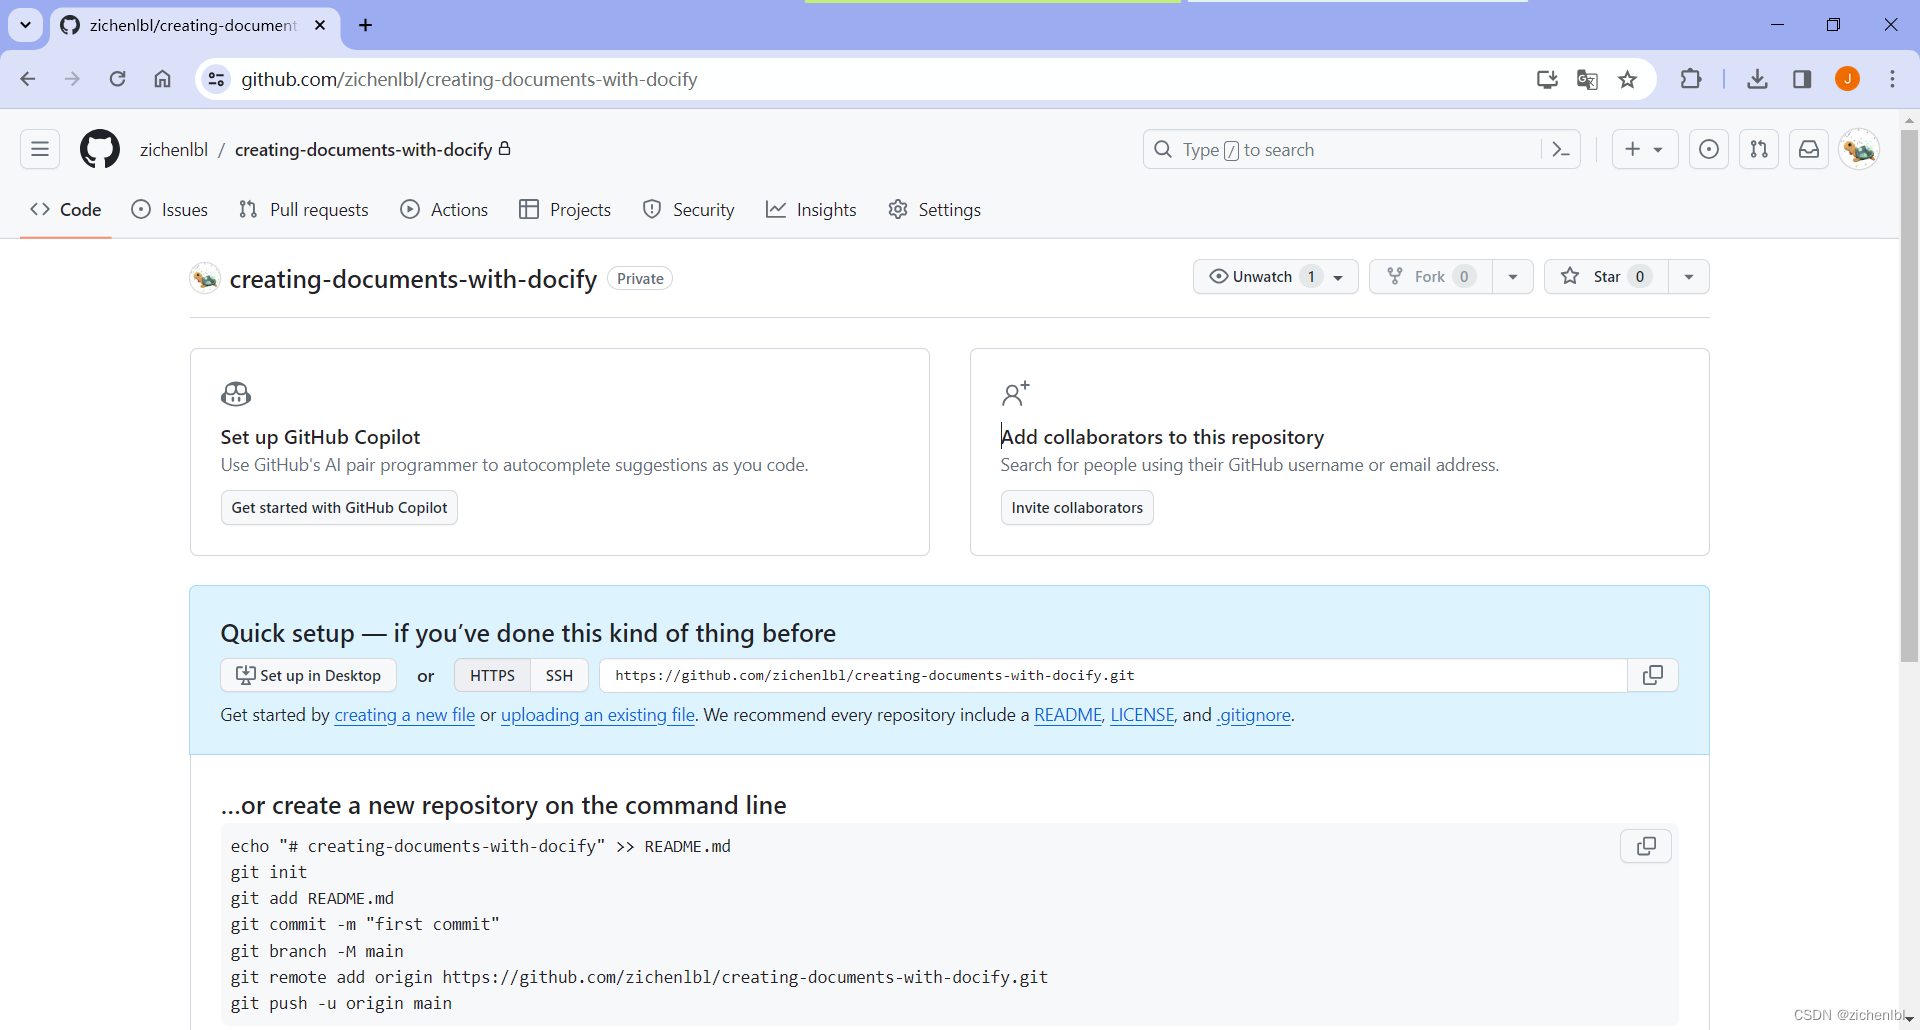 zichenlbl/creating-document
github.com/zichenlbl/creating-documents-with-docify
J
zichenlbl / creating-documents-with-docify
Type / to search
Code Issues Pull requests Actions Projects Security Insights Settings
creating-documents-with-docify Private
Unwatch 1 Fork 0 Star 0
Set up GitHub Copilot
Use GitHub's AI pair programmer to autocomplete suggestions as you code.
Get started with GitHub Copilot
Add collaborators to this repository
Search for people using their GitHub username or email address.
Invite collaborators
Quick setup — if you’ve done this kind of thing before
Set up in Desktop or HTTPS SSH https://github.com/zichenlbl/creating-documents-with-docify.git
Get started by creating a new file or uploading an existing file. We recommend every repository include a README, LICENSE, and .gitignore.
…or create a new repository on the command line
echo "# creating-documents-with-docify" >> README.md
git init
git add README.md
git commit -m "first commit"
git branch -M main
git remote add origin https://github.com/zichenlbl/creating-documents-with-docify.git
git push -u origin main
CSDN @zichenlbl